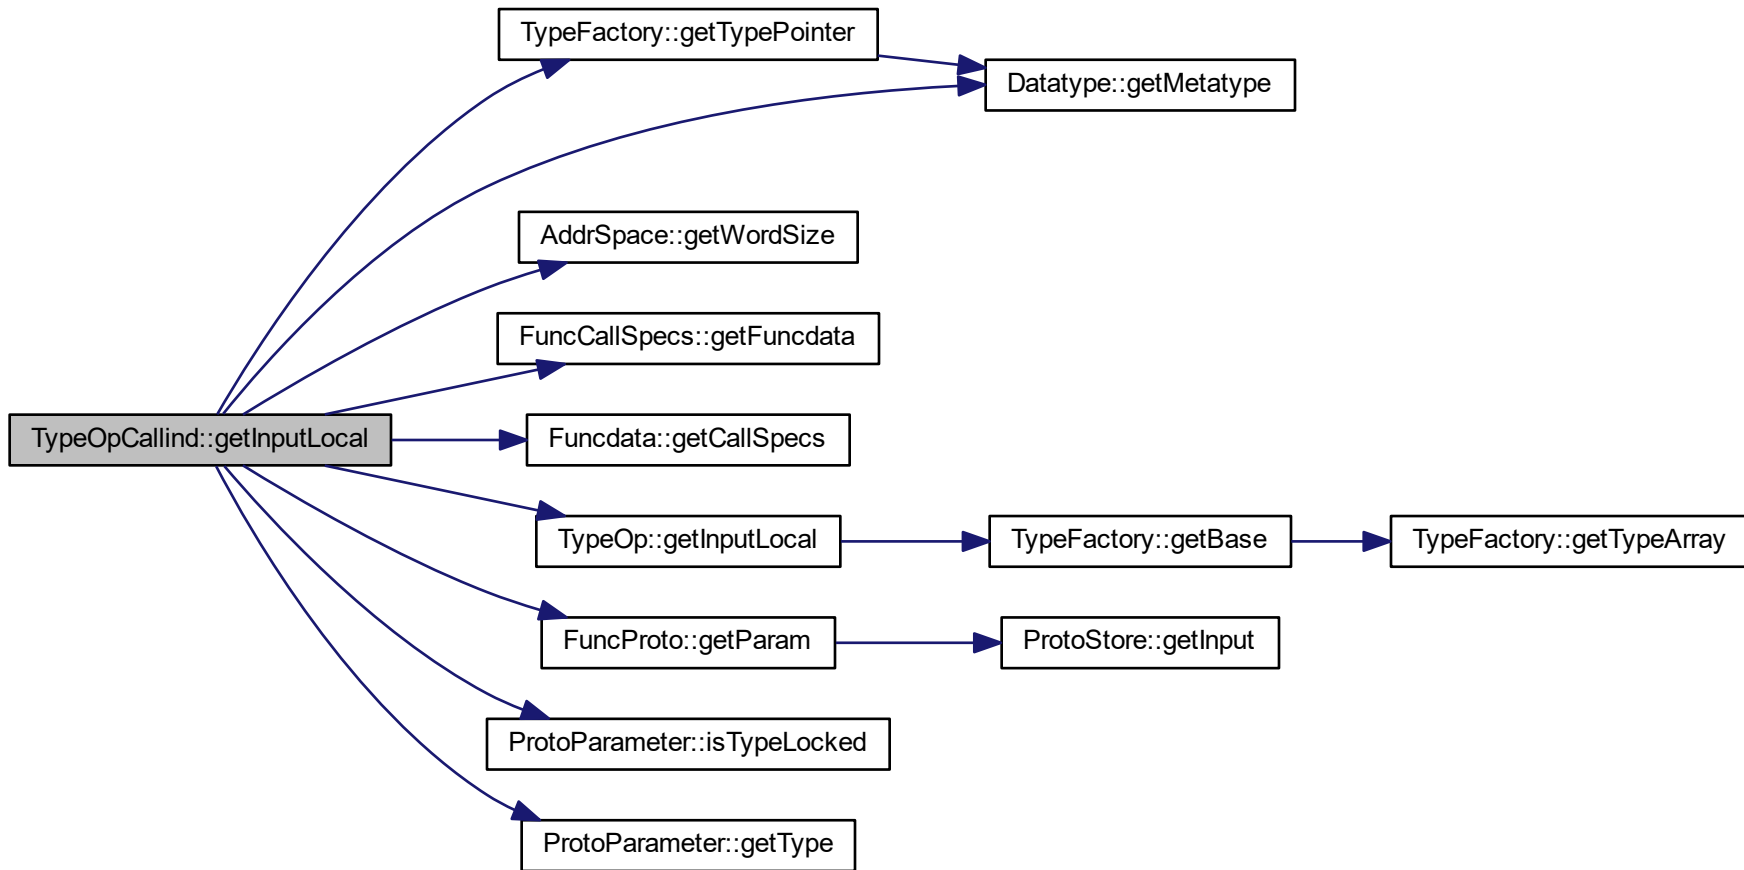 TypeFactory::getTypePointer
Datatype::getMetatype
AddrSpace::getWordSize
FuncCallSpecs::getFuncdata
TypeOpCallind::getInputLocal
Funcdata::getCallSpecs
TypeOp::getInputLocal
TypeFactory::getBase
TypeFactory::getTypeArray
FuncProto::getParam
ProtoStore::getInput
ProtoParameter::isTypeLocked
ProtoParameter::getType